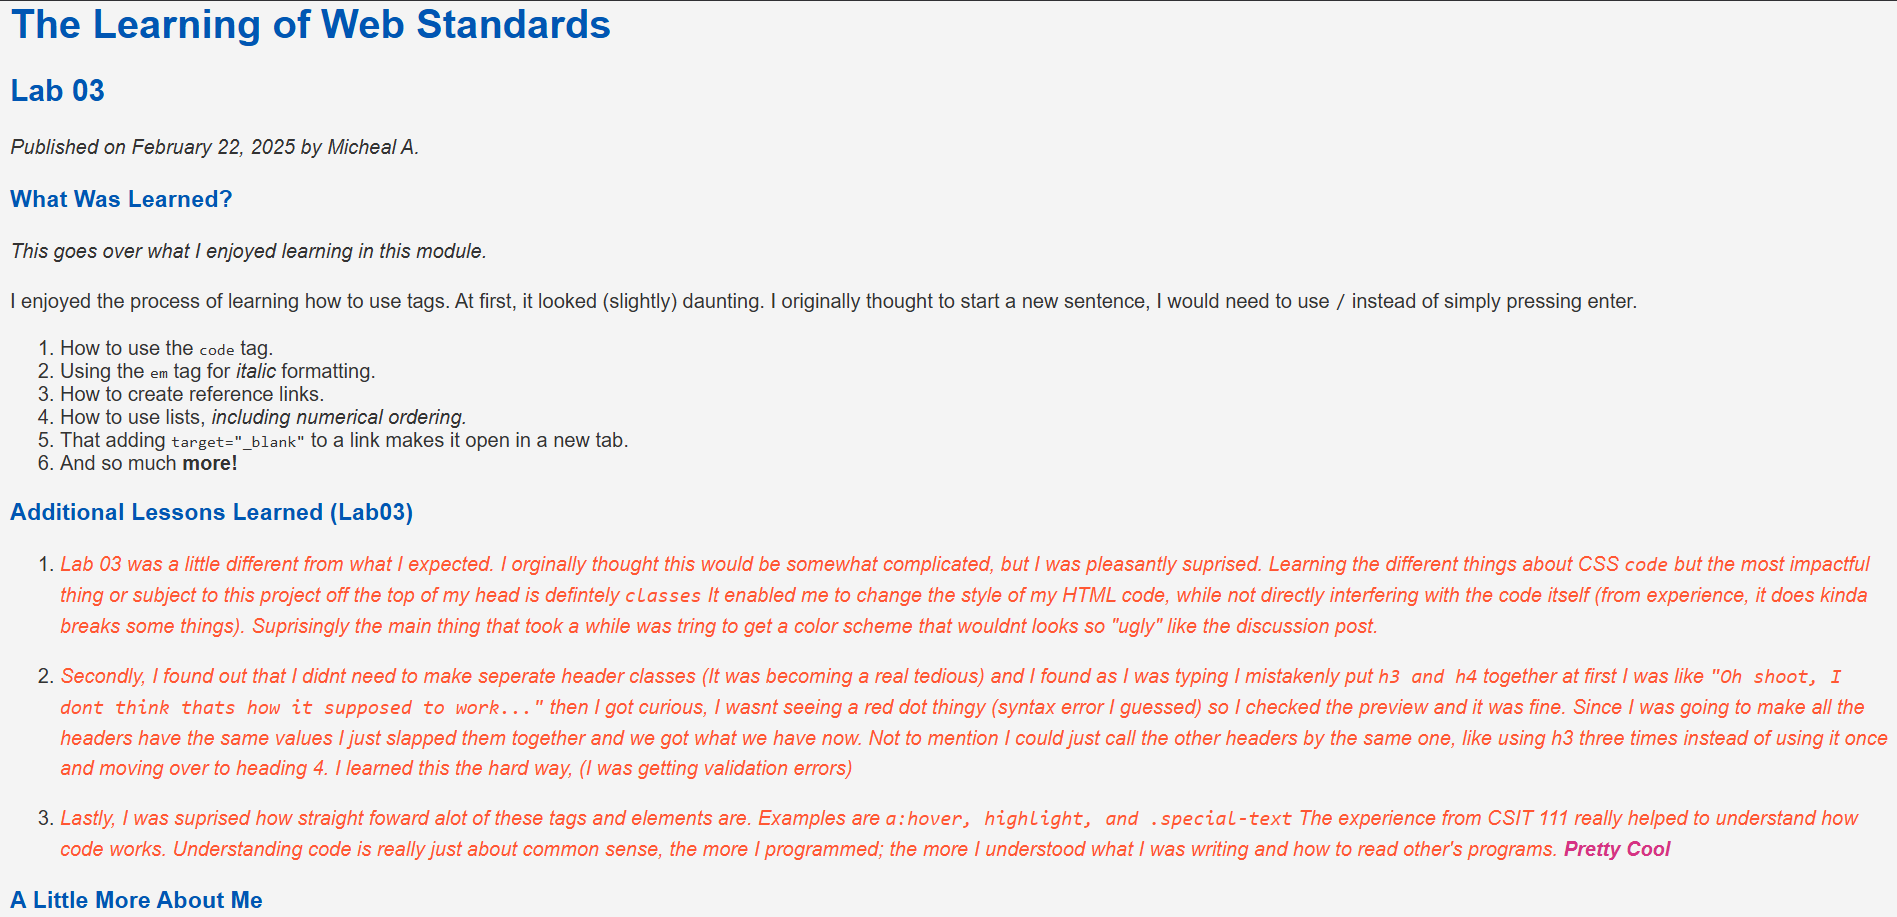 The Learning of Web Standards
Lab 03
Published on February 22, 2025 by Micheal A.
What Was Learned?
This goes over what I enjoyed learning in this module.
I enjoyed the process of learning how to use tags. At first, it looked (slightly) daunting. I originally thought to start a new sentence, I would need to use / instead of simply pressing enter.
1. How to use the code tag.
2. Using the em tag for italic formatting.
3. How to create reference links.
4. How to use lists, including numerical ordering.
5. That adding target="_blank" to a link makes it open in a new tab.
6. And so much more!
Additional Lessons Learned (Lab03)
1. Lab 03 was a little different from what I expected. I orginally thought this would be somewhat complicated, but I was pleasantly suprised. Learning the different things about CSS code but the most impactful
thing or subject to this project off the top of my head is defintely classes It enabled me to change the style of my HTML code, while not directly interfering with the code itself (from experience, it does kinda
breaks some things). Suprisingly the main thing that took a while was tring to get a color scheme that wouldnt looks so "ugly" like the discussion post.
2. Secondly, I found out that I didnt need to make seperate header classes (It was becoming a real tedious) and I found as I was typing I mistakenly put h3 and h4 together at first I was like "Oh shoot, I
dont think thats how it supposed to work..." then I got curious, I wasnt seeing a red dot thingy (syntax error I guessed) so I checked the preview and it was fine. Since I was going to make all the
headers have the same values I just slapped them together and we got what we have now. Not to mention I could just call the other headers by the same one, like using h3 three times instead of using it once
and moving over to heading 4. I learned this the hard way, (I was getting validation errors)
3. Lastly, I was suprised how straight foward alot of these tags and elements are. Examples are a:hover, highlight, and .special-text The experience from CSIT 111 really helped to understand how
code works. Understanding code is really just about common sense, the more I programmed; the more I understood what I was writing and how to read other's programs. Pretty Cool
A Little More About Me